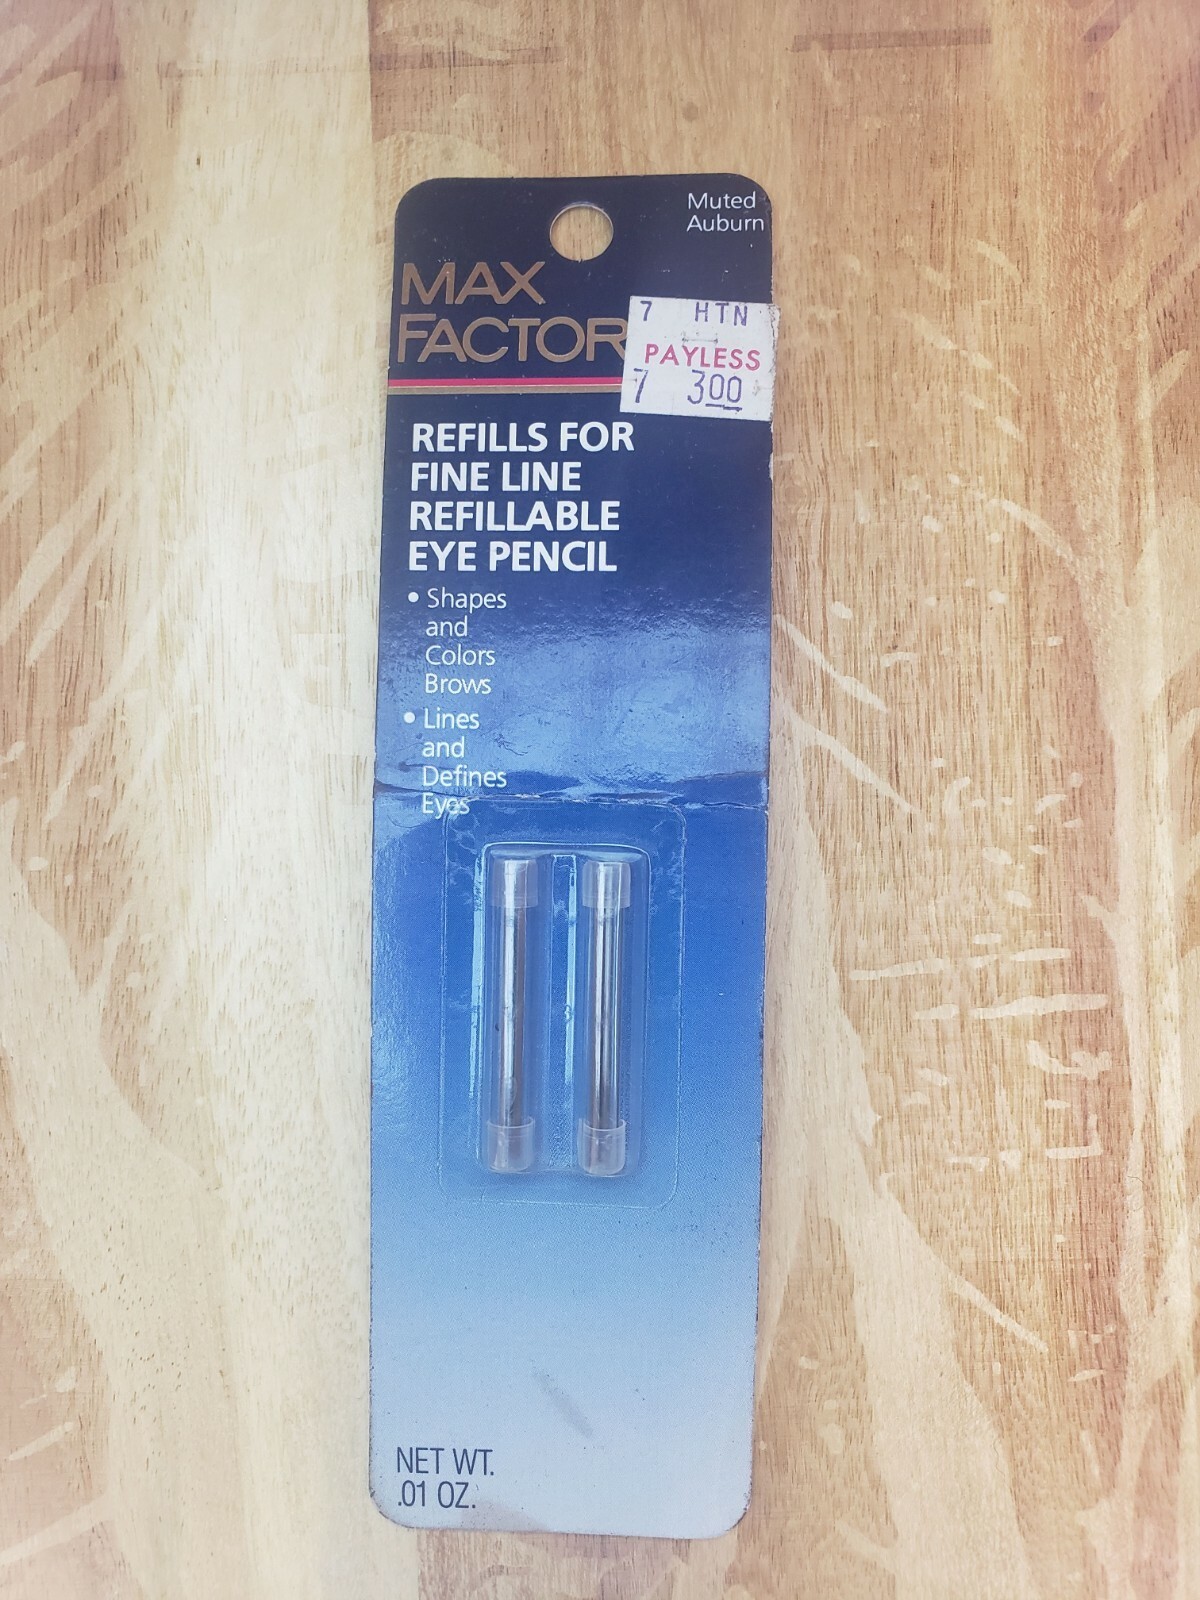 Muted
Auburn
MAX
FACTOR
7 HTN
PAYLESS
7 300
REFILLS FOR
FINE LINE
REFILLABLE
EYE PENCIL
• Shapes
and
Colors
Brows
• Lines
and
Defines
Eyes
NET WT.
.01 OZ.